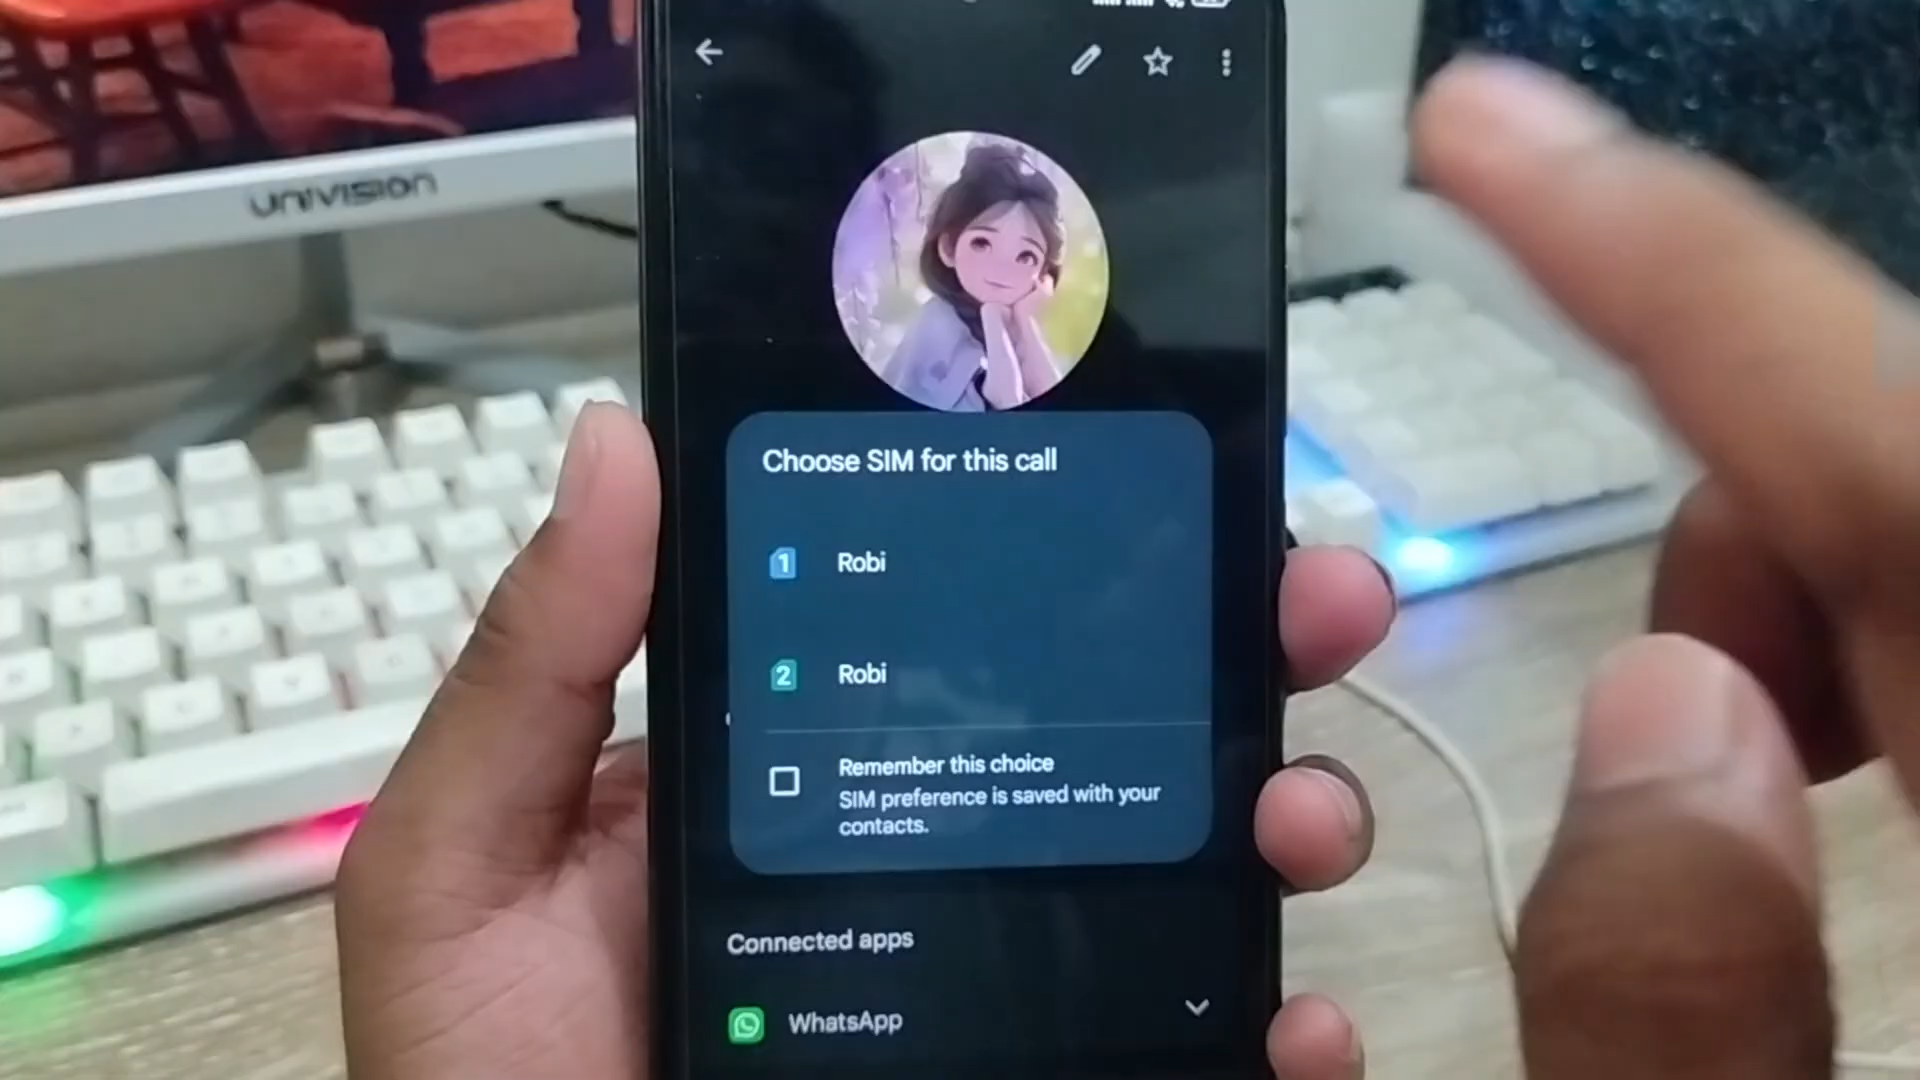 UNIVISION
Choose SIM for this call
1 Robi
2 Robi
Remember this choice
SIM preference is saved with your
contacts.
Connected apps
WhatsApp